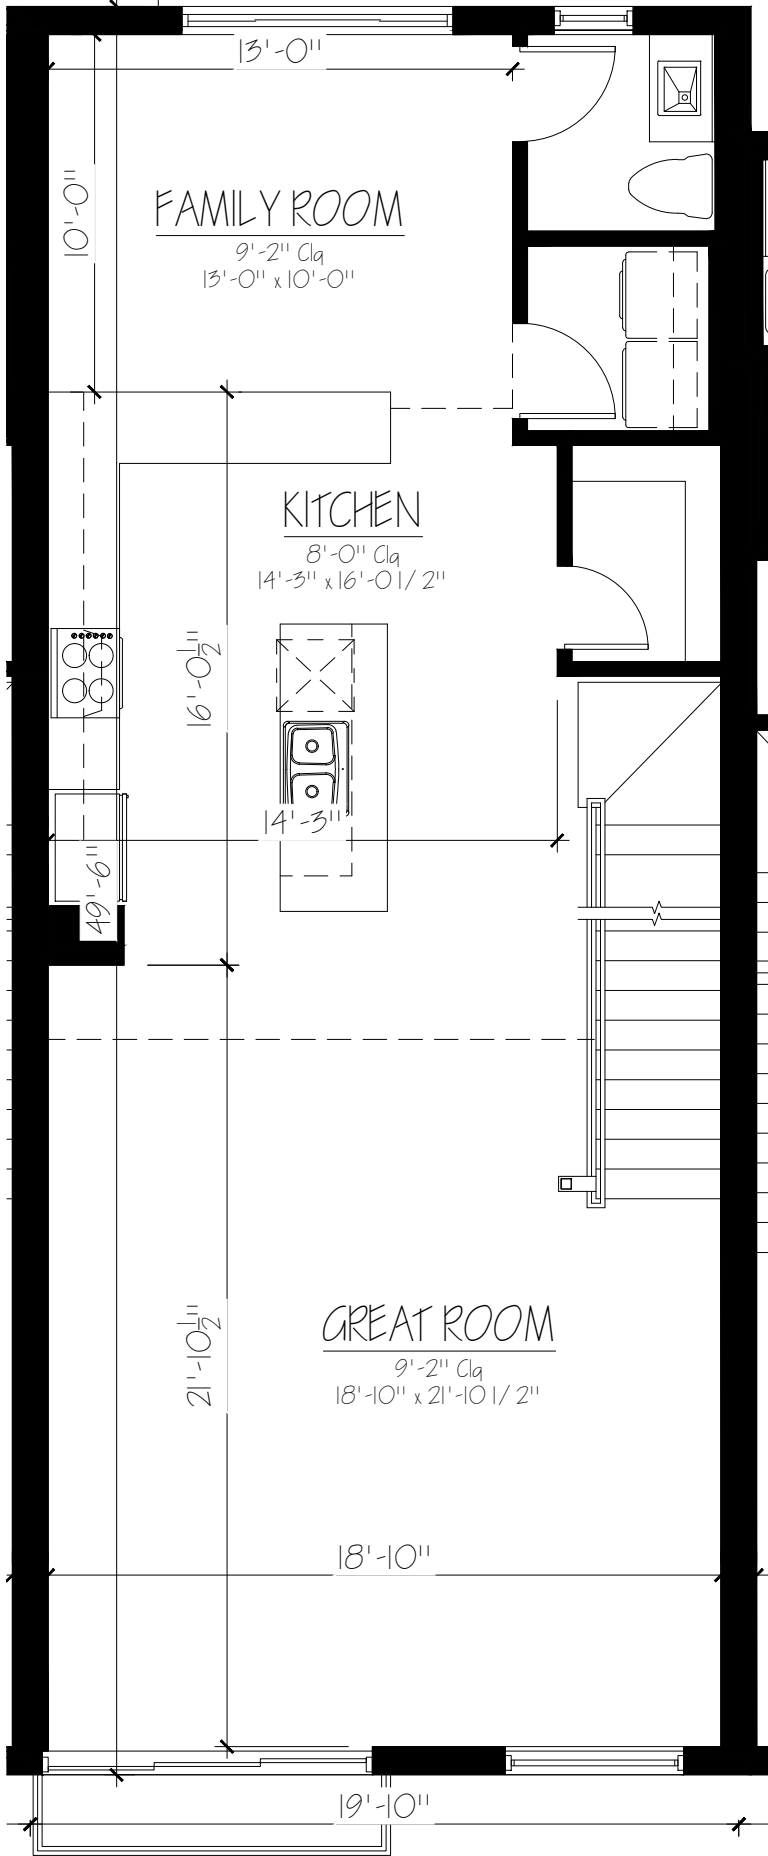 13'-0"
10'-0"
FAMILY ROOM
9'-2" Clg
13'-0" x 10'-0"
KITCHEN
8'-0" Clg
14'-3" x 16'-0 1/2"
16'-0 1/2"
14'-3"
49'-6"
GREAT ROOM
9'-2" Clg
18'-10" x 21'-10 1/2"
21'-10 1/2"
18'-10"
19'-10"